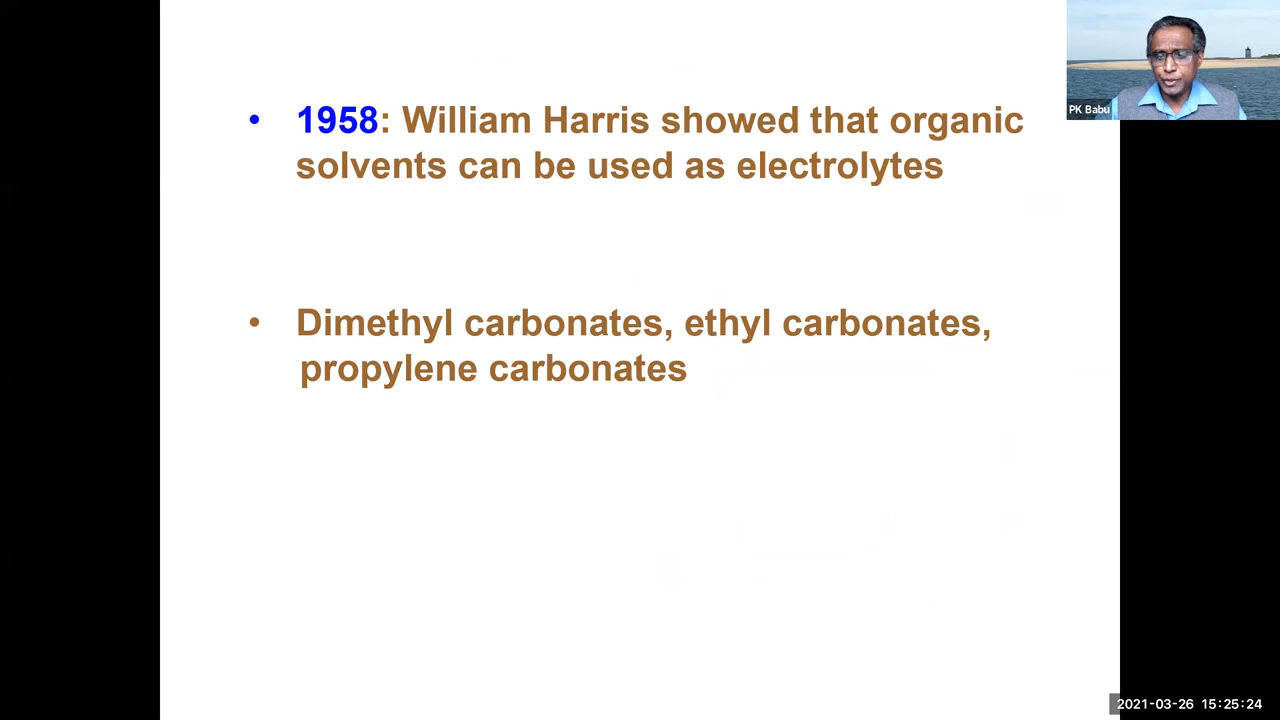 • 1958: William Harris showed that organic
solvents can be used as electrolytes
• Dimethyl carbonates, ethyl carbonates,
propylene carbonates
PK Babu
2021-03-26 15:25:24